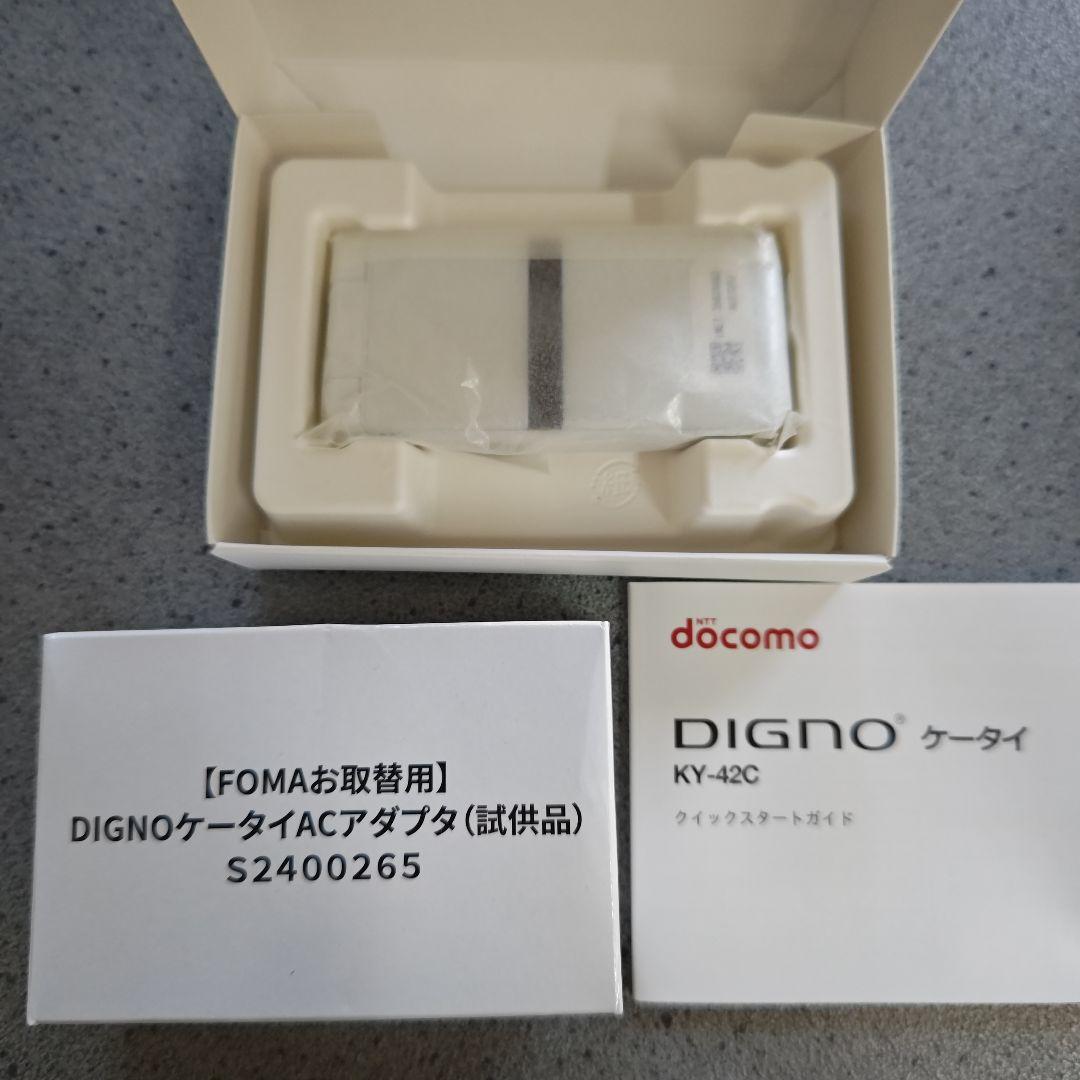 NTT
döcomo
DIGNO® ケータイ
KY-42C
クイックスタートガイド
【FOMAお取替用】
DIGNOケータイACアダプタ(試供品)
S2400265